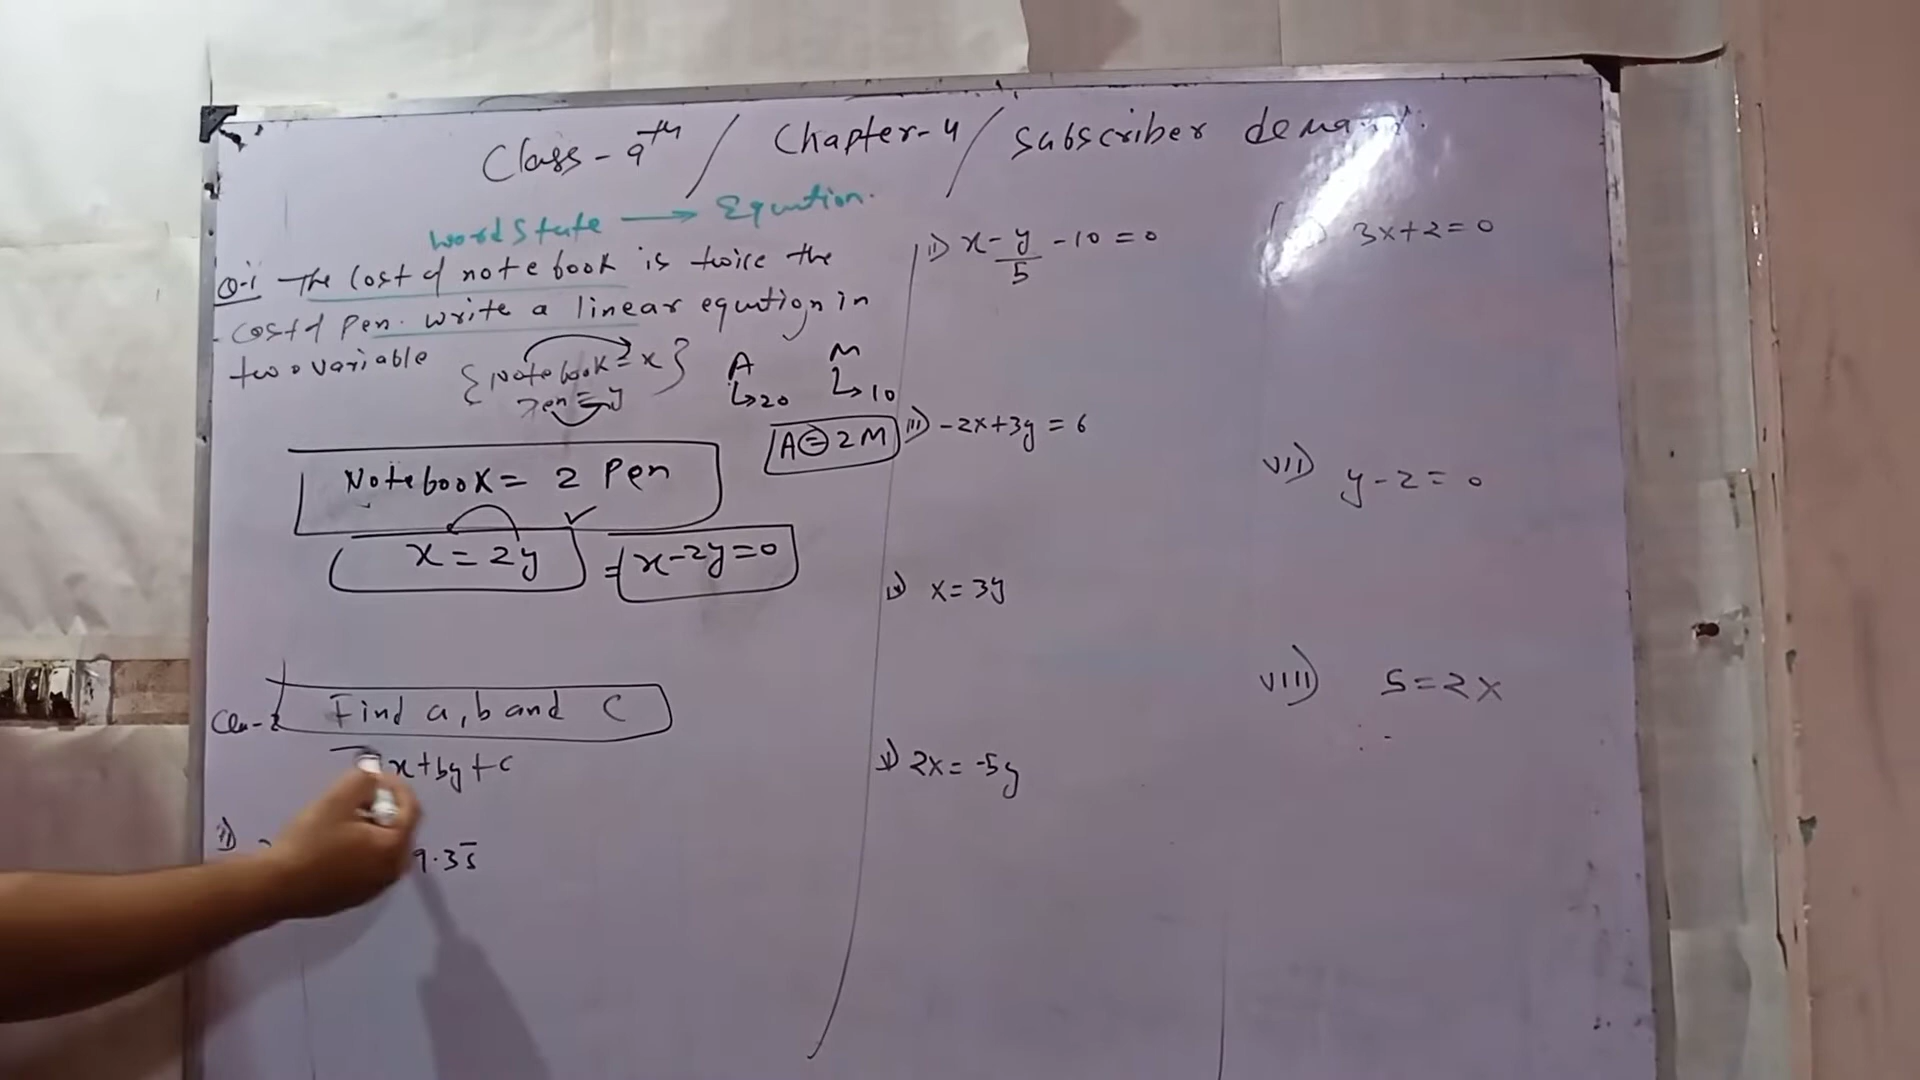 Class-9th / Chapter-4 / Subscriber demand.
Word State → Eqution.
Q-1 The Cost of notebook is twice the
cost of Pen. write a linear equtign in
two variable
{Notebook = x}
Pen = y
A
↳20
M
↳10
A = 2M
Notebook = 2 Pen
x = 2y
= x-2y=0
Find a, b and C
x+by+c
i)
9.35̅
ii) x - y/5 - 10 = 0
iii) -2x+3y = 6
iv) x = 3y
v) 2x = -5y
3x+2=0
VII) y-2=0
VIII) 5=2x